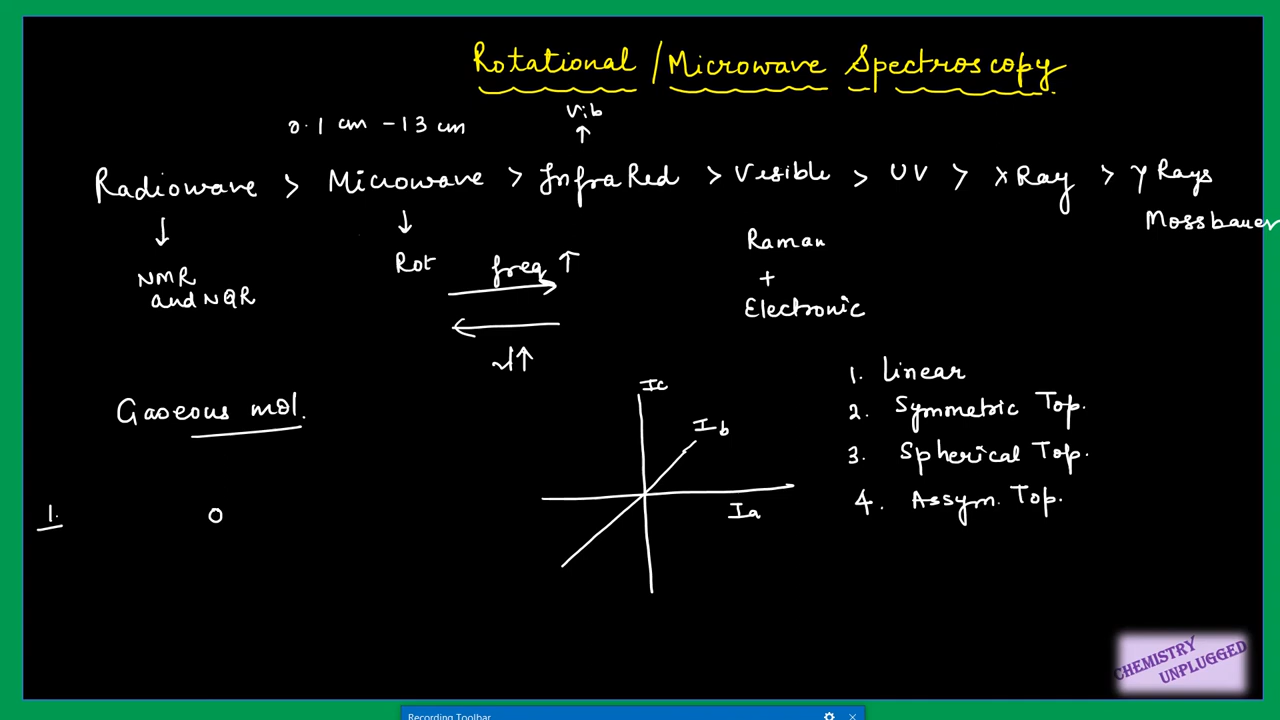 Rotational / Microwave Spectroscopy
Vib
↑
0.1 cm - 13 cm
Radiowave > Microwave > InfraRed > Visible > UV > X Ray > γ Rays
Mossbauer
↓
NMR
and NQR
↓
Rot
freq ↑
→
←
λ↑
Raman
+
Electronic
Gaseous mol.
Ic
Ib
Ia
1. Linear
2. Symmetric Top.
3. Spherical Top.
4. Assym. Top.
1. O
CHEMISTRY
UNPLUGGED
Recording Toolbar